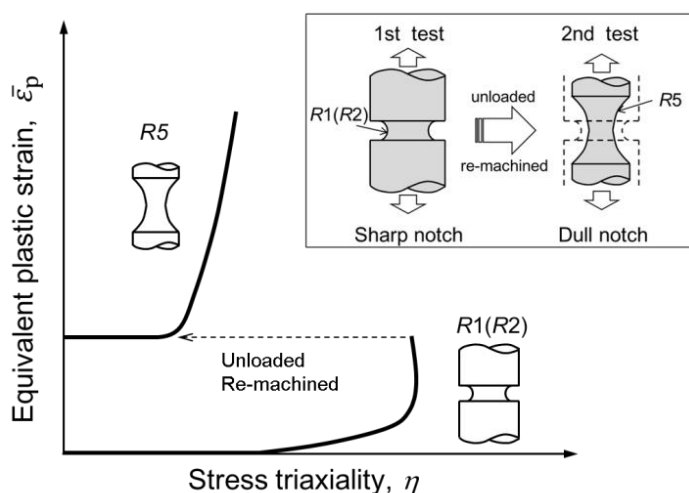 Equivalent plastic strain, ε̄p
Stress triaxiality, η
R5
1st test
2nd test
R1(R2)
unloaded
re-machined
R5
Sharp notch
Dull notch
Unloaded
Re-machined
R1(R2)